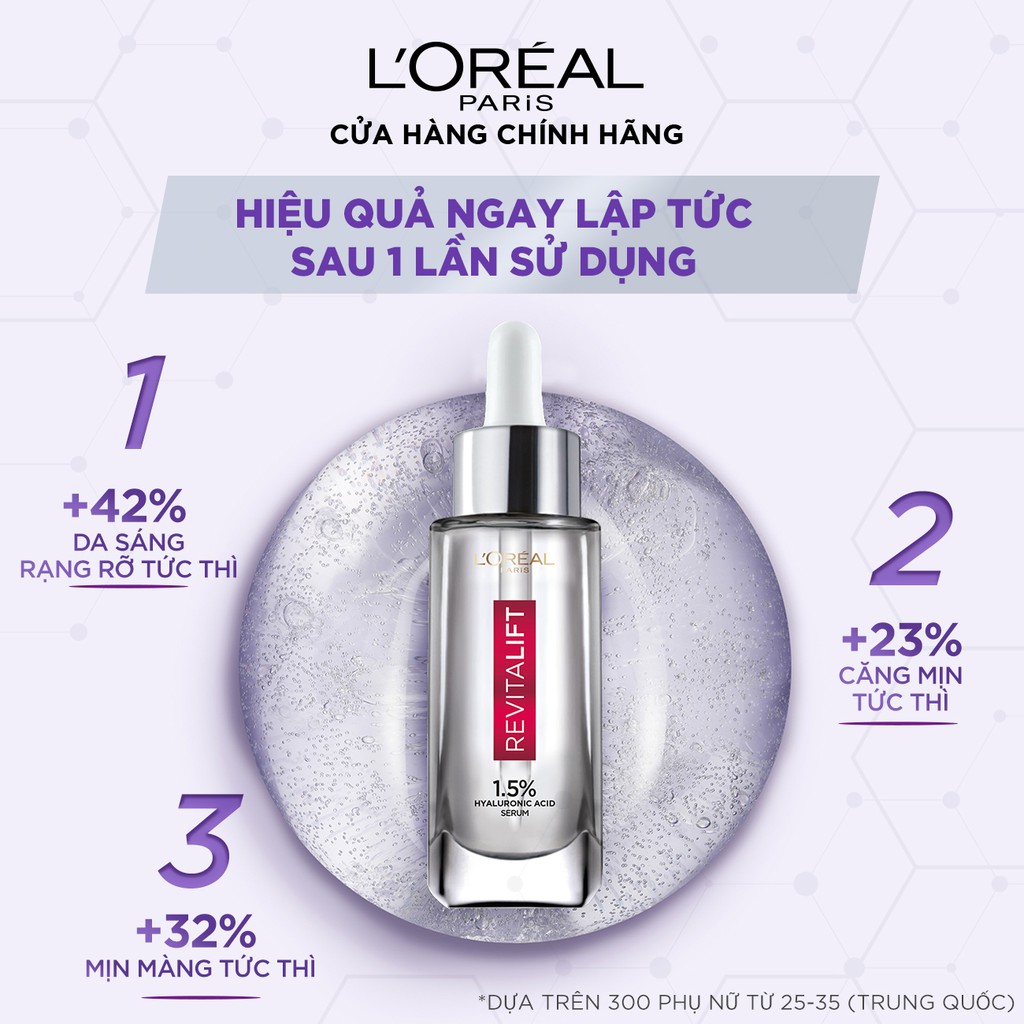 L'ORÉAL
PARiS
CỬA HÀNG CHÍNH HÃNG
HIỆU QUẢ NGAY LẬP TỨC
SAU 1 LẦN SỬ DỤNG
1
+42%
DA SÁNG
RẠNG RỠ TỨC THÌ
2
+23%
CĂNG MỊN
TỨC THÌ
3
+32%
MỊN MÀNG TỨC THÌ
L'ORÉAL
PARIS
REVITALIFT
1.5%
HYALURONIC ACID
SERUM
*DỰA TRÊN 300 PHỤ NỮ TỪ 25-35 (TRUNG QUỐC)